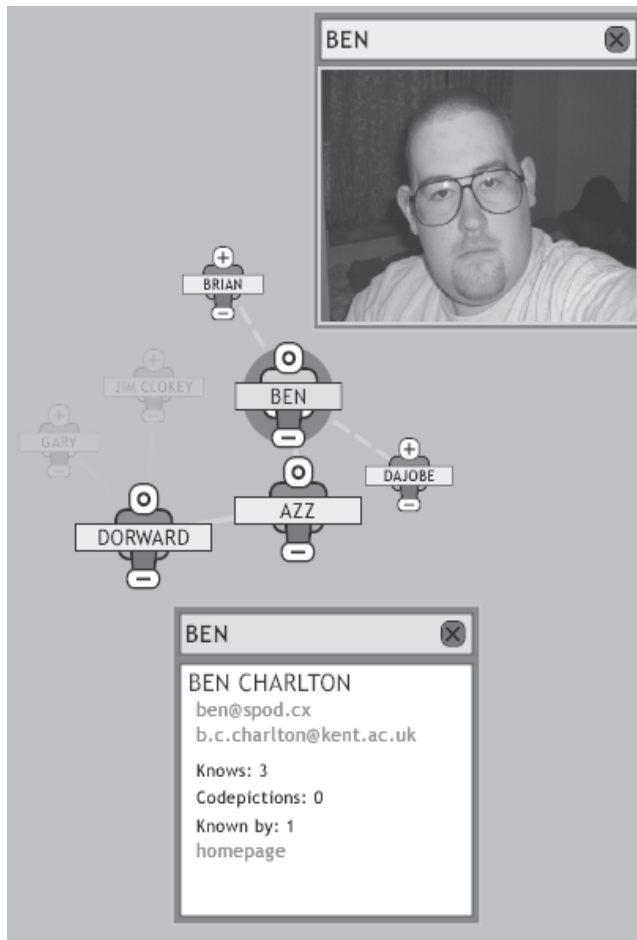 BEN
BRIAN
JIM CLOKEY
BEN
GARY
DAJOBE
AZZ
DORWARD
BEN
BEN CHARLTON
ben@spod.cx
b.c.charlton@kent.ac.uk
Knows: 3
Codepictions: 0
Known by: 1
homepage